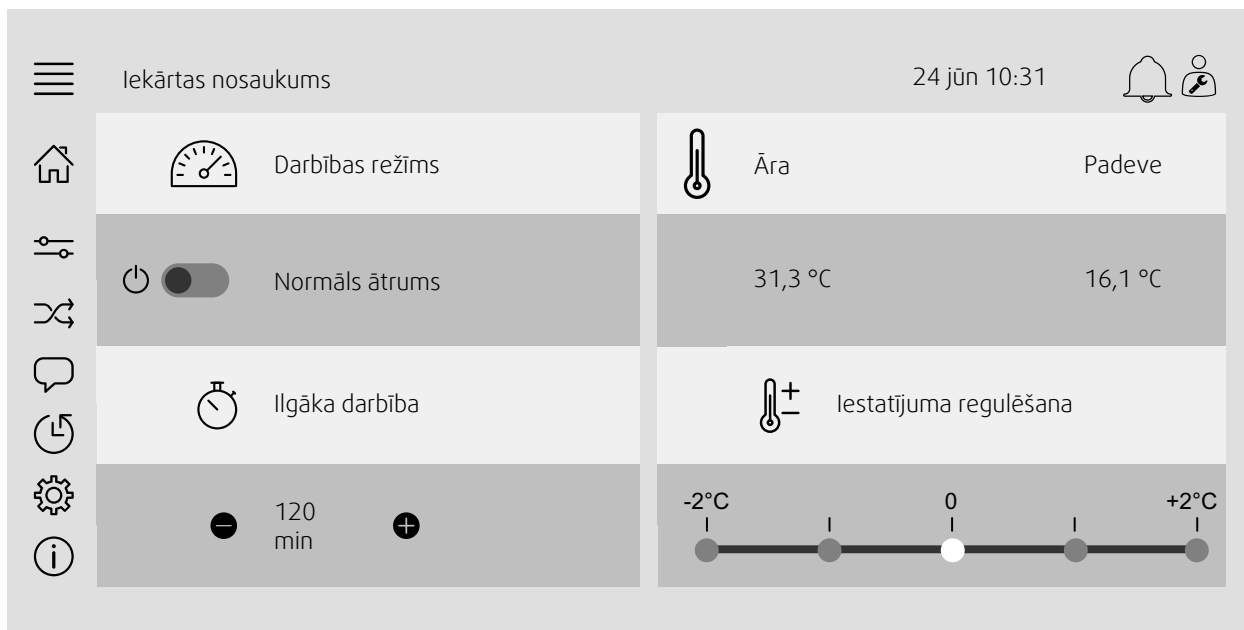 Iekārtas nosaukums
24 jūn 10:31
Darbības režīms
Āra
Padeve
Normāls ātrums
31,3 °C
16,1 °C
Ilgāka darbība
Iestatījuma regulēšana
120
min
-2°C
0
+2°C